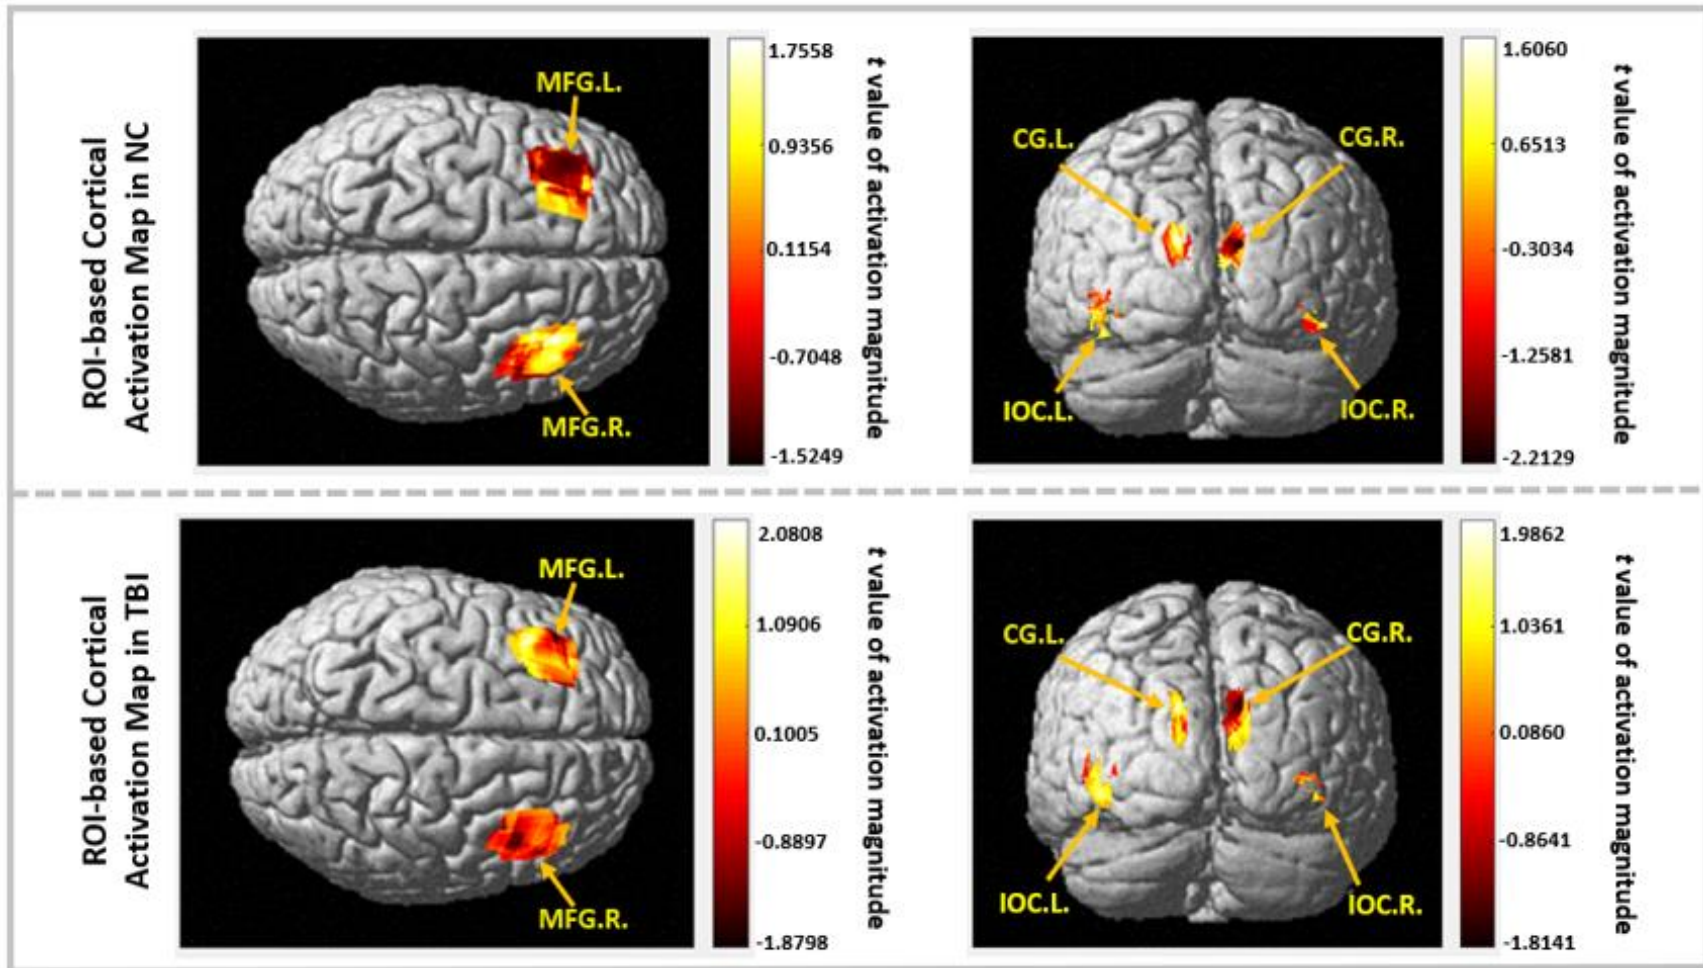 ROI-based Cortical
Activation Map in NC
MFG.L.
MFG.R.
1.7558
0.9356
0.1154
-0.7048
-1.5249
t value of activation magnitude
CG.L.
CG.R.
IOC.L.
IOC.R.
1.6060
0.6513
-0.3034
-1.2581
-2.2129
t value of activation magnitude
ROI-based Cortical
Activation Map in TBI
MFG.L.
MFG.R.
2.0808
1.0906
0.1005
-0.8897
-1.8798
t value of activation magnitude
CG.L.
CG.R.
IOC.L.
IOC.R.
1.9862
1.0361
0.0860
-0.8641
-1.8141
t value of activation magnitude